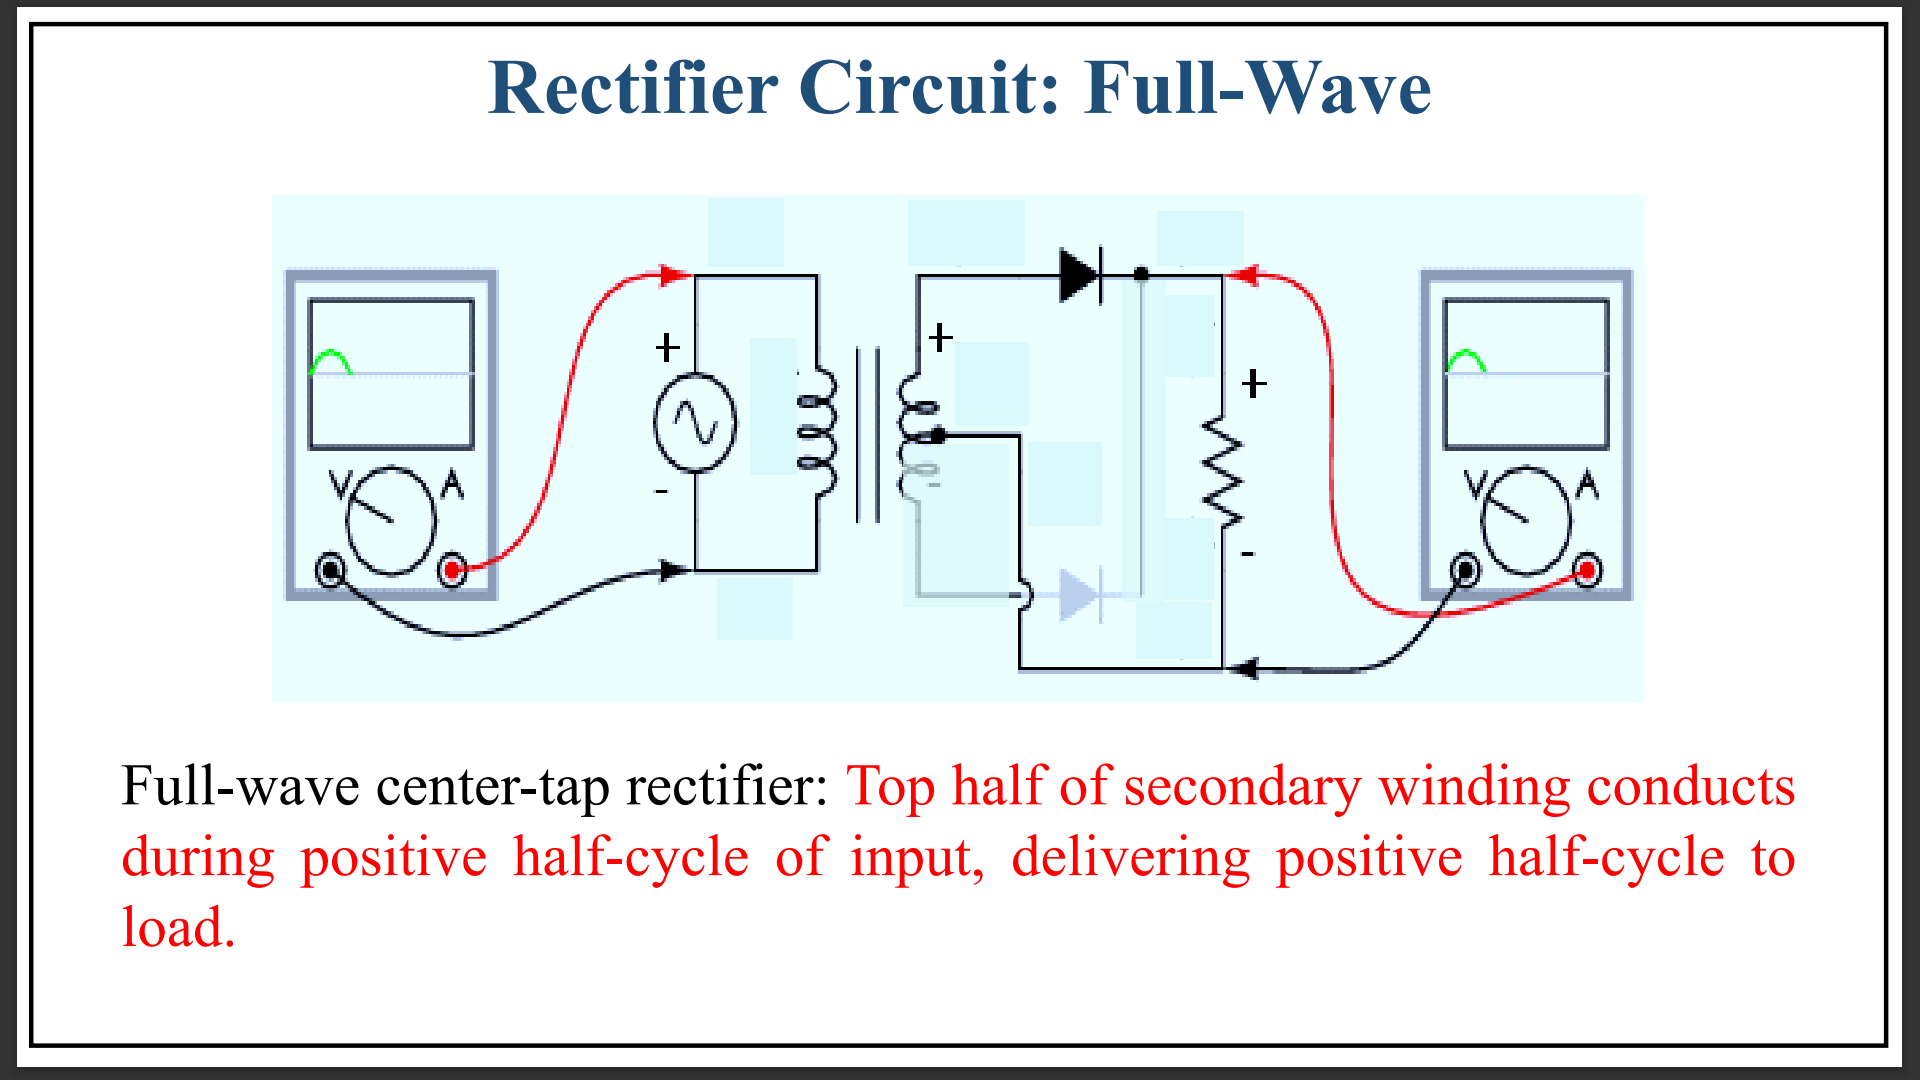 Rectifier Circuit: Full-Wave
+ + + +
- - -
V A V A
Full-wave center-tap rectifier: Top half of secondary winding conducts
during positive half-cycle of input, delivering positive half-cycle to
load.